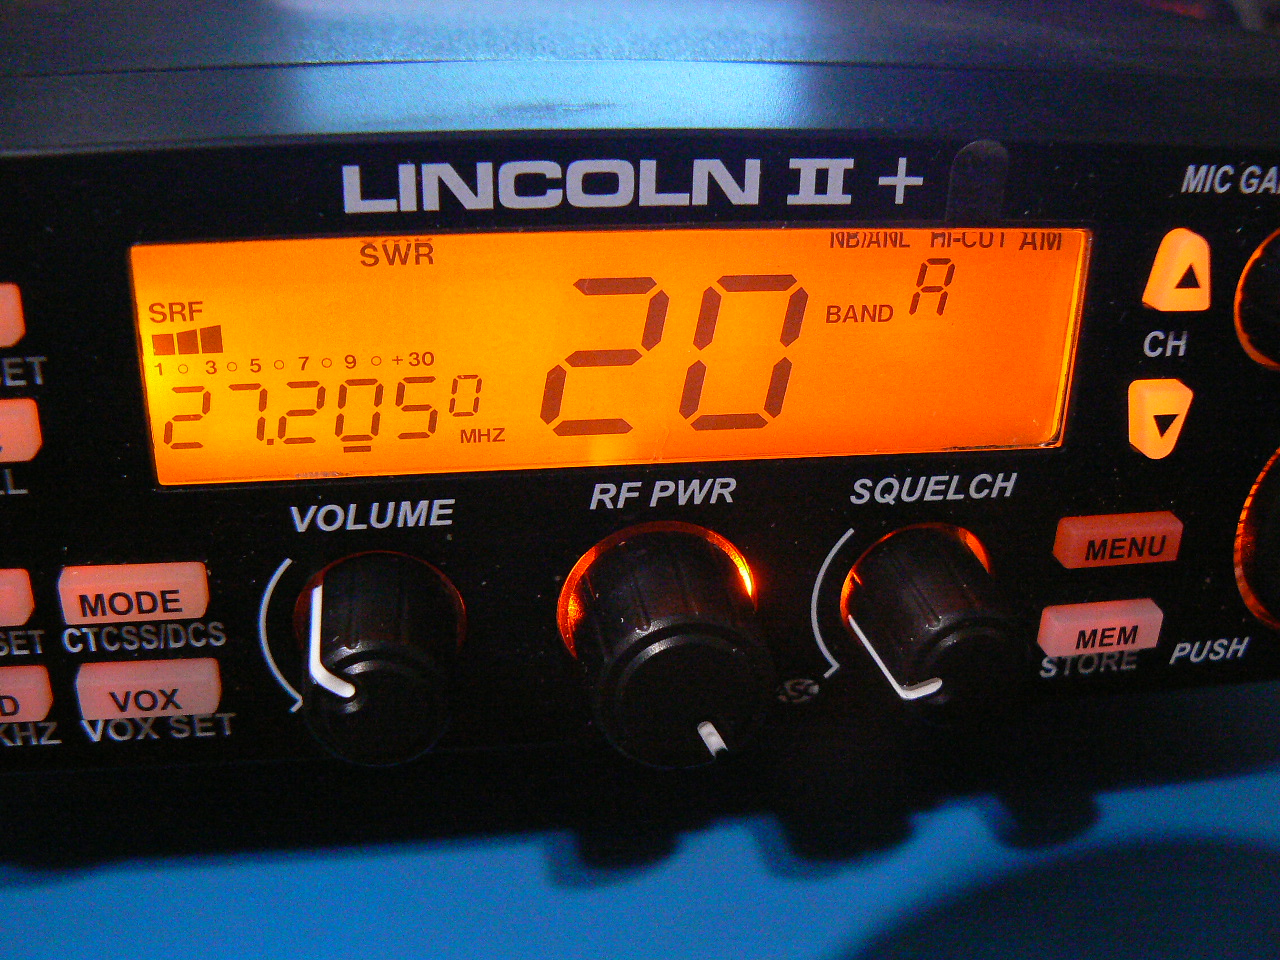 LINCOLN II +
MIC GA
SWR
NB/ANL HI-CUT AM
SRF
BAND A
20
1 3 5 7 9 +30
27.2050
MHZ
CH
VOLUME
RF PWR
SQUELCH
MENU
MODE
CTCSS/DCS
MEM
STORE
PUSH
SET
VOX
VOX SET
KHZ
ASC